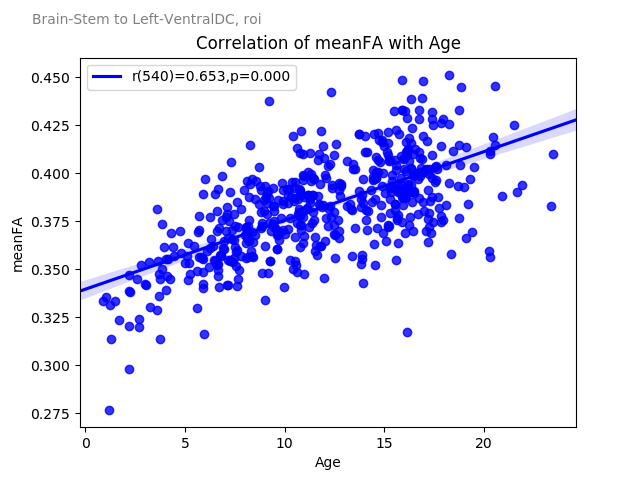 Brain-Stem to Left-VentralDC, roi
Correlation of meanFA with Age
r(540)=0.653,p=0.000
0.450
0.425
0.400
0.375
0.350
0.325
0.300
0.275
meanFA
0 5 10 15 20
Age